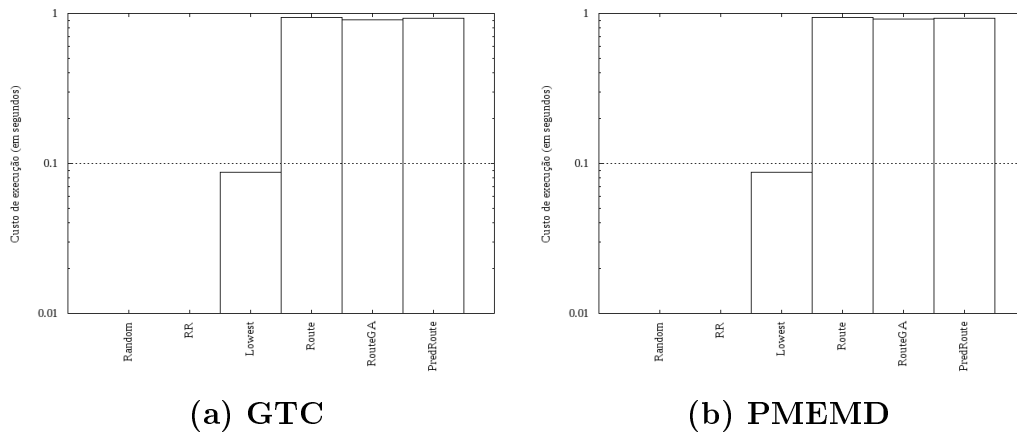 Custo de execução (em segundos)
1
0.1
0.01
Random
RR
Lowest
Route
RouteGA
PredRoute
(a) GTC
Custo de execução (em segundos)
1
0.1
0.01
Random
RR
Lowest
Route
RouteGA
PredRoute
(b) PMEMD